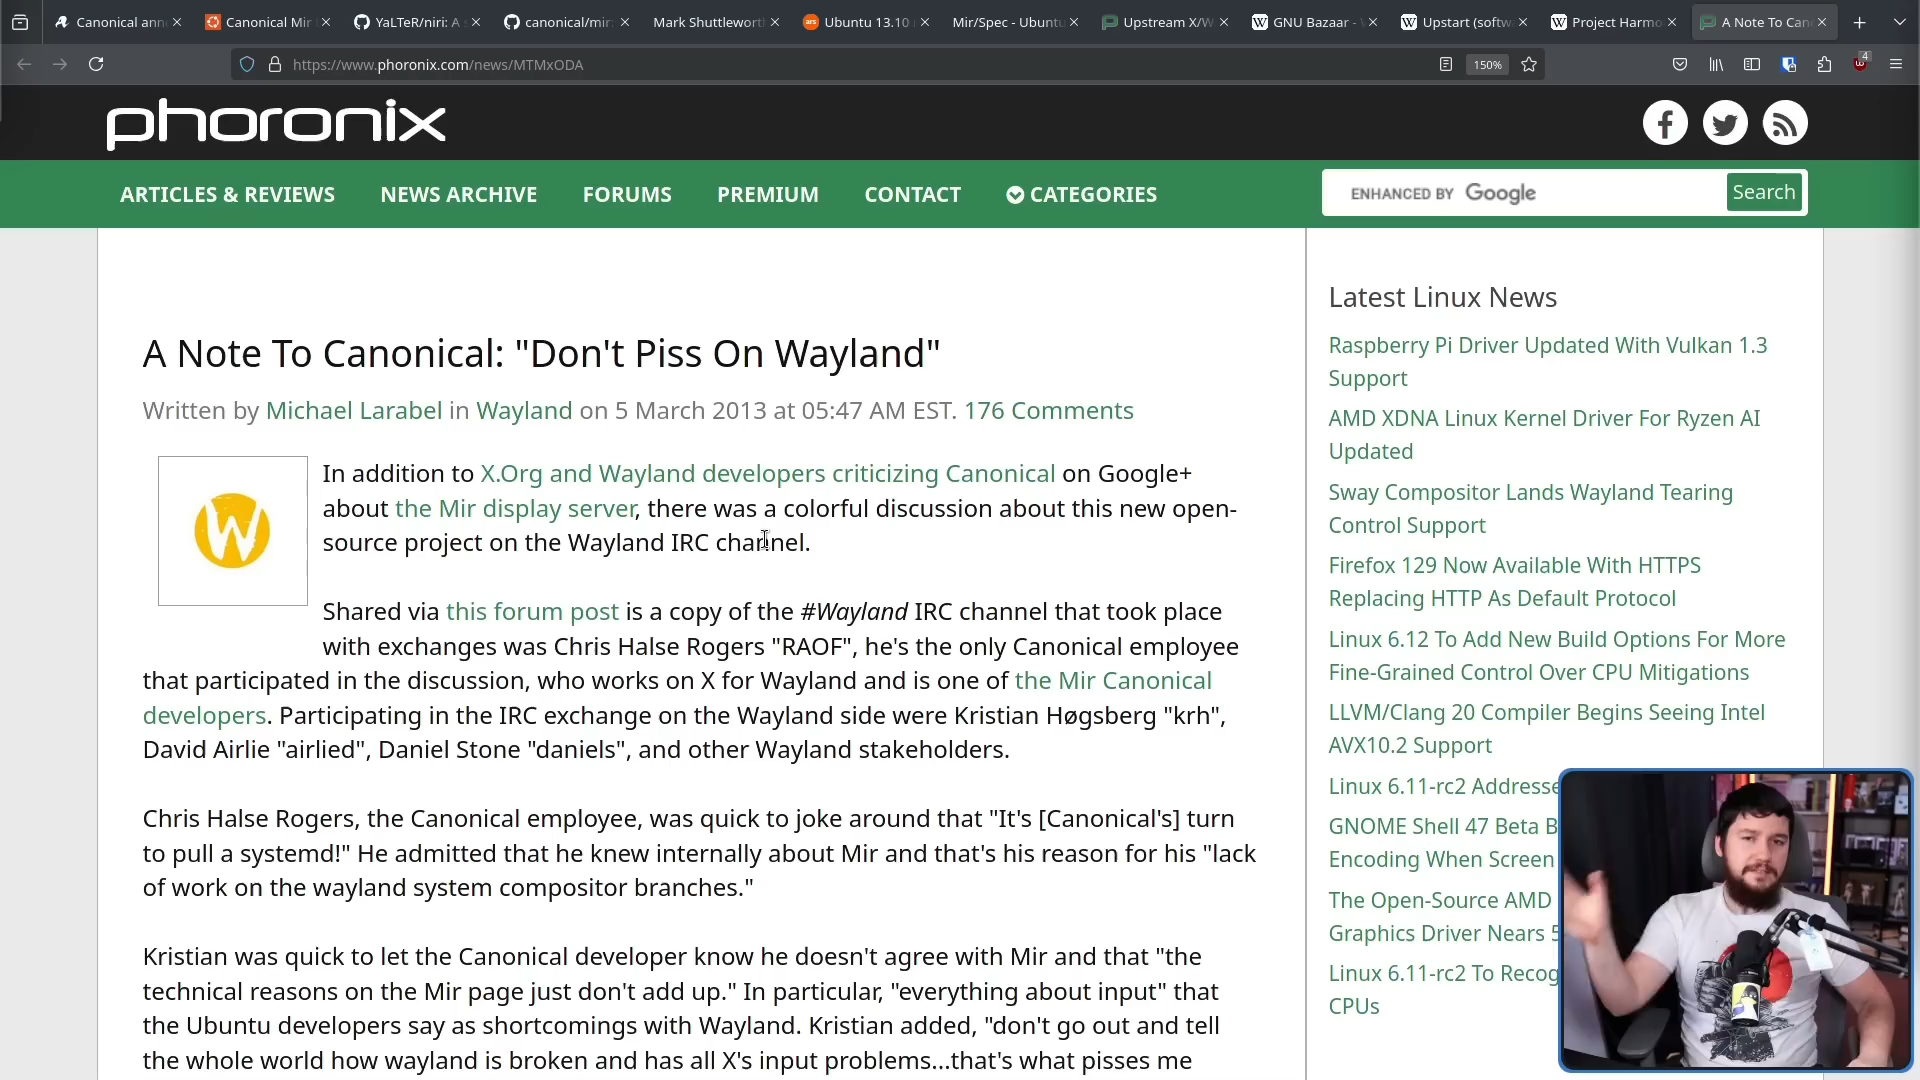 Canonical ann
Canonical Mir
YaLTeR/niri: A s
canonical/mir:
Mark Shuttlewort
Ubuntu 13.10
Mir/Spec - Ubuntu
Upstream X/W
GNU Bazaar - W
Upstart (softw
Project Harmo
A Note To Can
https://www.phoronix.com/news/MTMxODA
150%
4
phoronix
ARTICLES & REVIEWS
NEWS ARCHIVE
FORUMS
PREMIUM
CONTACT
CATEGORIES
ENHANCED BY Google
Search
A Note To Canonical: "Don't Piss On Wayland"
Written by Michael Larabel in Wayland on 5 March 2013 at 05:47 AM EST. 176 Comments
In addition to X.Org and Wayland developers criticizing Canonical on Google+
about the Mir display server, there was a colorful discussion about this new open-
source project on the Wayland IRC channel.
Shared via this forum post is a copy of the #Wayland IRC channel that took place
with exchanges was Chris Halse Rogers "RAOF", he's the only Canonical employee
that participated in the discussion, who works on X for Wayland and is one of the Mir Canonical
developers. Participating in the IRC exchange on the Wayland side were Kristian Høgsberg "krh",
David Airlie "airlied", Daniel Stone "daniels", and other Wayland stakeholders.
Chris Halse Rogers, the Canonical employee, was quick to joke around that "It's [Canonical's] turn
to pull a systemd!" He admitted that he knew internally about Mir and that's his reason for his "lack
of work on the wayland system compositor branches."
Kristian was quick to let the Canonical developer know he doesn't agree with Mir and that "the
technical reasons on the Mir page just don't add up." In particular, "everything about input" that
the Ubuntu developers say as shortcomings with Wayland. Kristian added, "don't go out and tell
the whole world how wayland is broken and has all X's input problems...that's what pisses me
Latest Linux News
Raspberry Pi Driver Updated With Vulkan 1.3
Support
AMD XDNA Linux Kernel Driver For Ryzen AI
Updated
Sway Compositor Lands Wayland Tearing
Control Support
Firefox 129 Now Available With HTTPS
Replacing HTTP As Default Protocol
Linux 6.12 To Add New Build Options For More
Fine-Grained Control Over CPU Mitigations
LLVM/Clang 20 Compiler Begins Seeing Intel
AVX10.2 Support
Linux 6.11-rc2 Addresse
GNOME Shell 47 Beta B
Encoding When Screen
The Open-Source AMD
Graphics Driver Nears 5
Linux 6.11-rc2 To Recog
CPUs